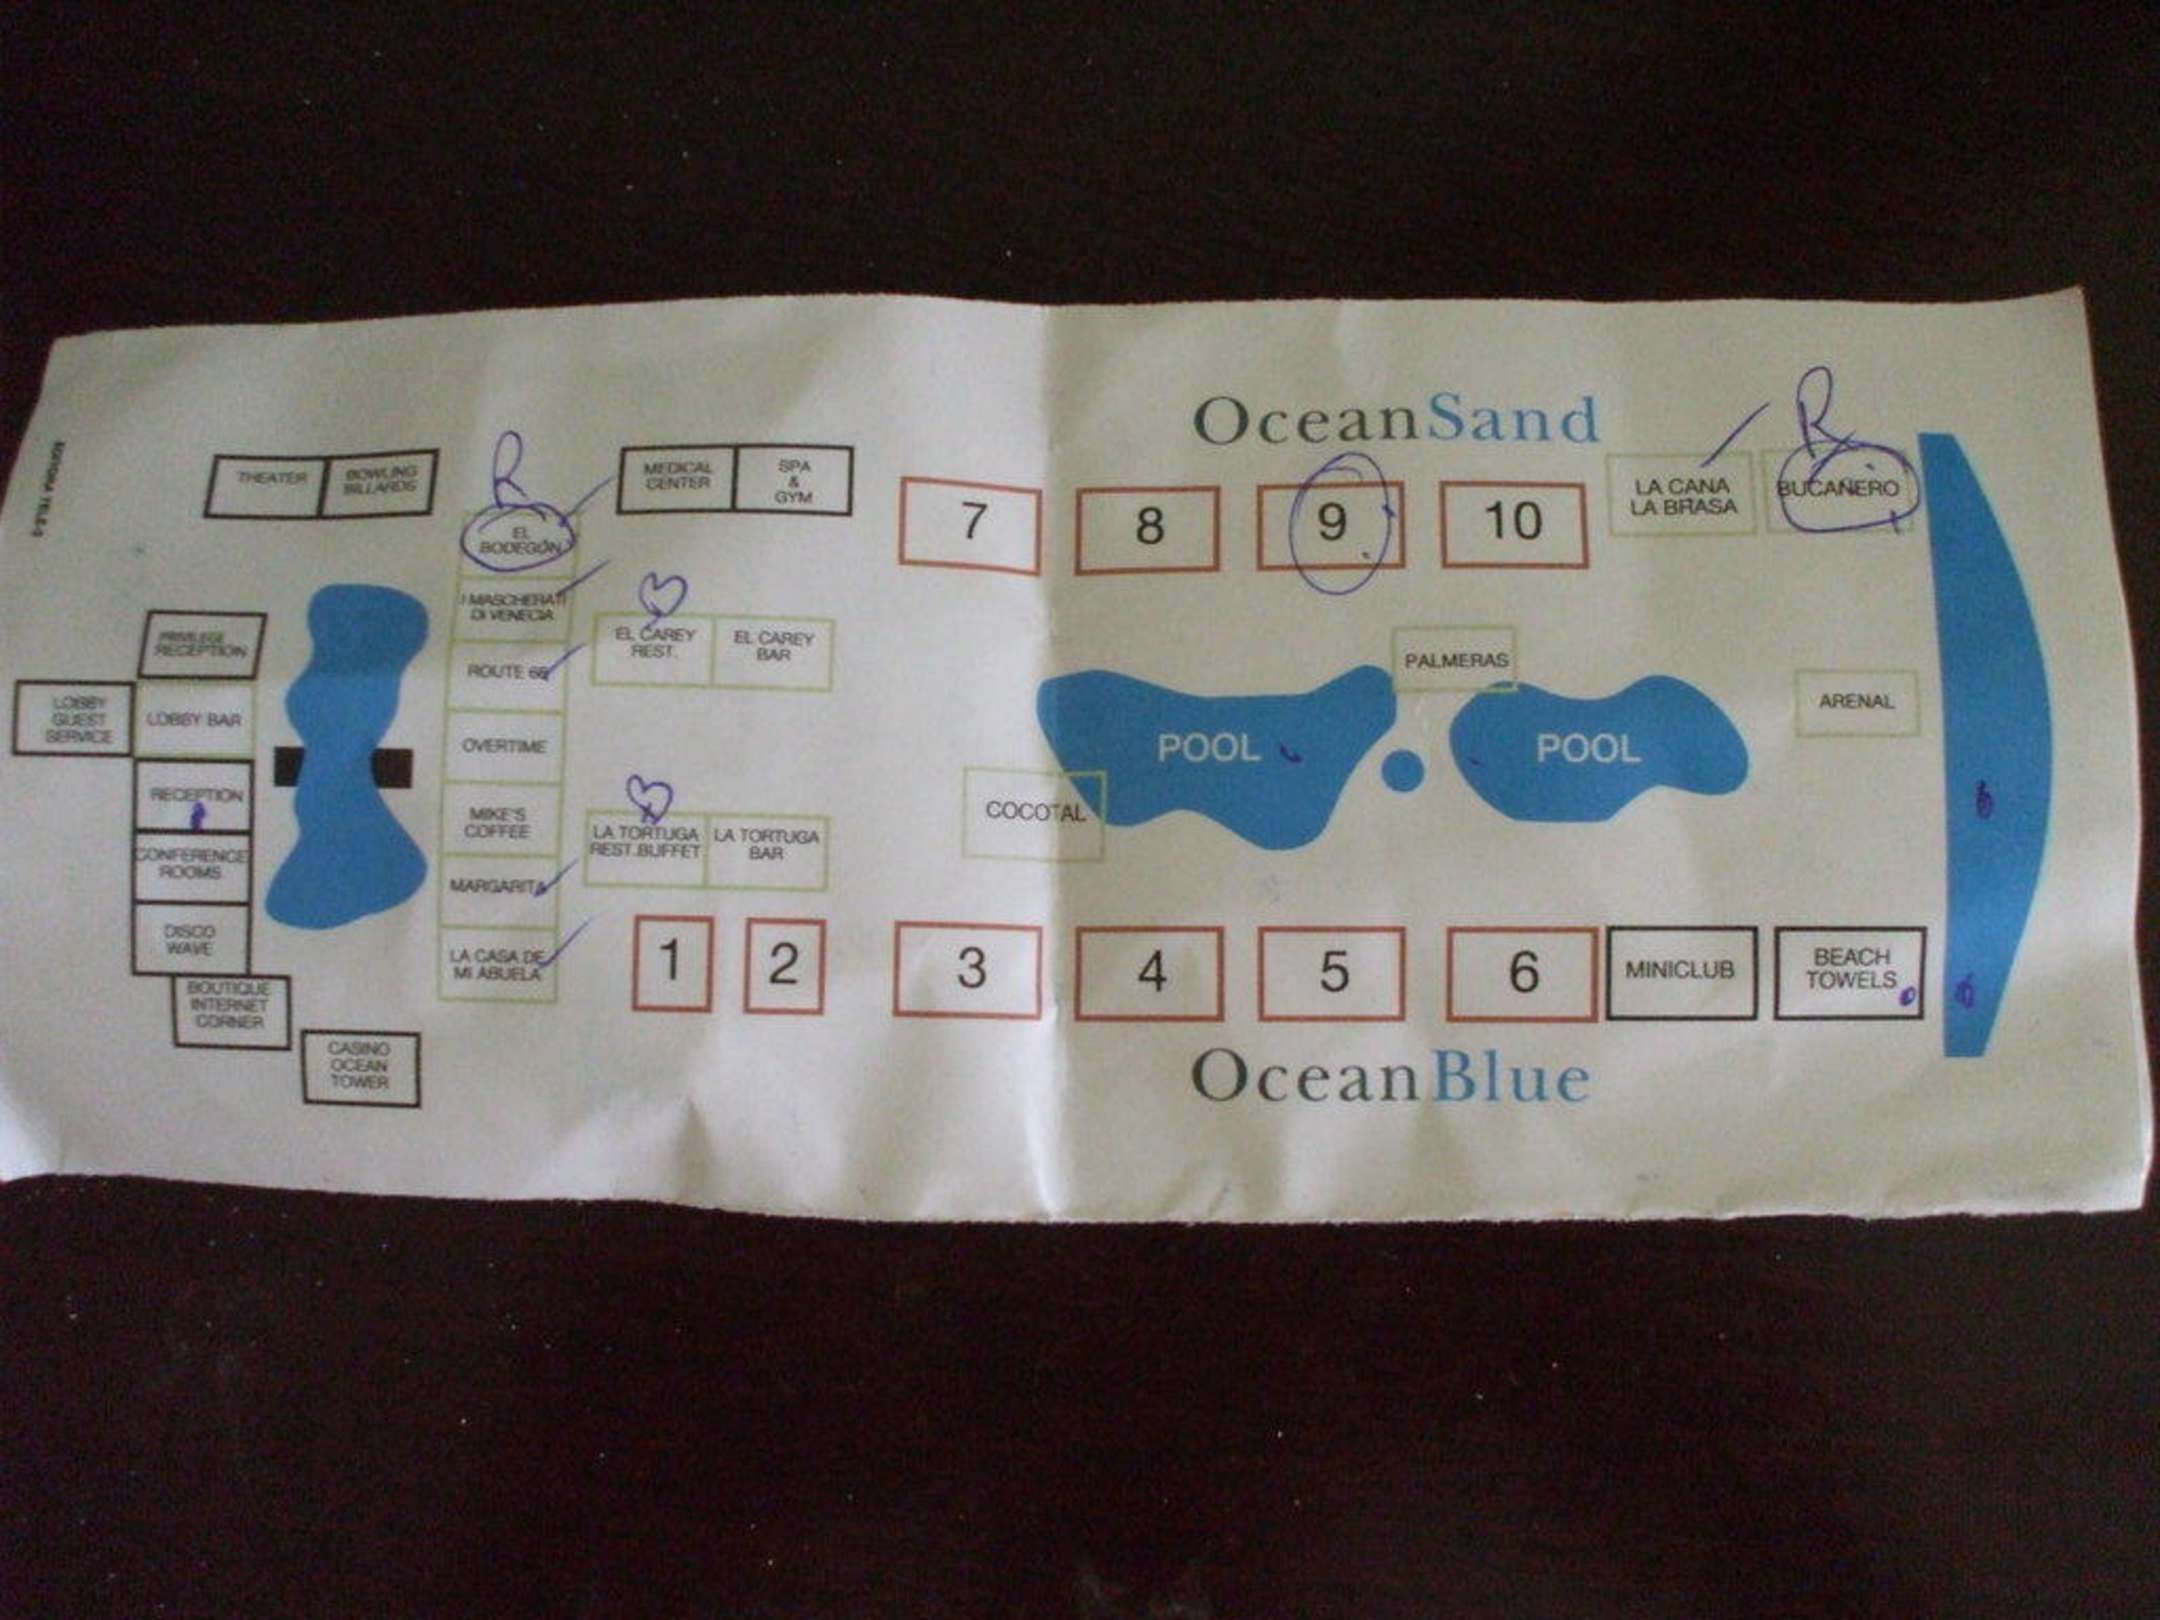 OceanSand
THEATER
BOWLING
BILLARDS
R
EL
BODEGÓN
MEDICAL
CENTER
SPA
&
GYM
7
8
9
10
LA CANA
LA BRASA
R
BUCANERO
I MASCHERATI
DI VENECIA
PRIVILEGE
RECEPTION
ROUTE 66
EL CAREY
REST.
EL CAREY
BAR
PALMERAS
ARENAL
LOBBY
GUEST
SERVICE
LOBBY BAR
OVERTIME
POOL
POOL
RECEPTION
MIKE'S
COFFEE
LA TORTUGA
REST.BUFFET
LA TORTUGA
BAR
COCOTAL
CONFERENCE
ROOMS
MARGARITA
DISCO
WAVE
LA CASA DE
MI ABUELA
1
2
3
4
5
6
MINICLUB
BEACH
TOWELS
BOUTIQUE
INTERNET
CORNER
CASINO
OCEAN
TOWER
OceanBlue